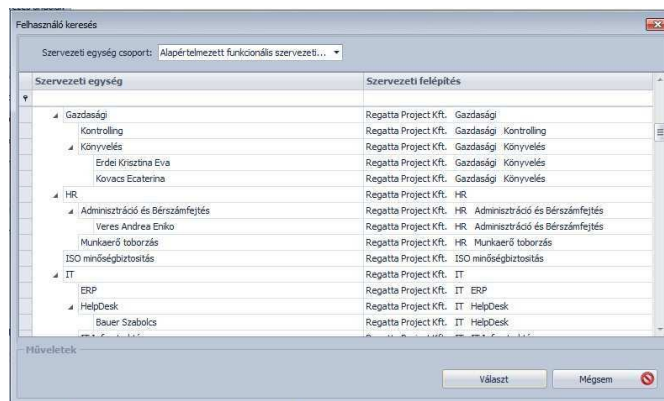 Felhasználó keresés
Szervezeti egység csoport: Alapértelmezett funkcionális szervezeti...
Szervezeti egység Szervezeti felépítés
Gazdasági Regatta Project Kft. Gazdasági
Kontrolling Regatta Project Kft. Gazdasági Kontrolling
Könyvelés Regatta Project Kft. Gazdasági Könyvelés
Erdei Krisztina Eva Regatta Project Kft. Gazdasági Könyvelés
Kovacs Ecaterina Regatta Project Kft. Gazdasági Könyvelés
HR Regatta Project Kft. HR
Adminisztráció és Bérszámfejtés Regatta Project Kft. HR Adminisztráció és Bérszámfejtés
Veres Andrea Eniko Regatta Project Kft. HR Adminisztráció és Bérszámfejtés
Munkaerő toborzás Regatta Project Kft. HR Munkaerő toborzás
ISO minőségbiztositás Regatta Project Kft. ISO minőségbiztositás
IT Regatta Project Kft. IT
ERP Regatta Project Kft. IT ERP
HelpDesk Regatta Project Kft. IT HelpDesk
Bauer Szabolcs Regatta Project Kft. IT HelpDesk
Műveletek
Választ Mégsem